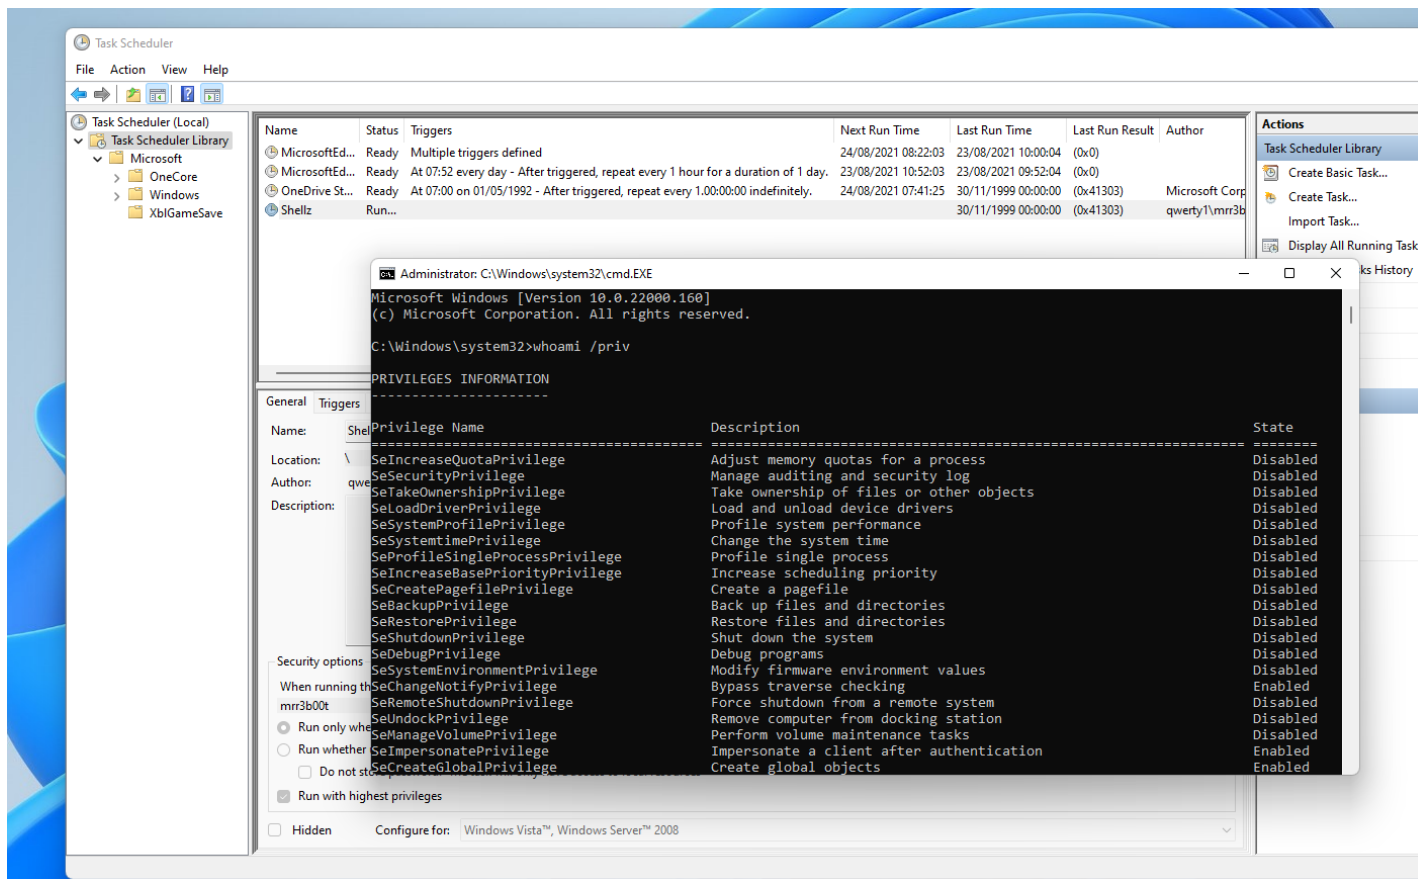 Task Scheduler
File Action View Help
Task Scheduler (Local)
Task Scheduler Library
Microsoft
OneCore
Windows
XblGameSave
Name Status Triggers Next Run Time Last Run Time Last Run Result Author
MicrosoftEd... Ready Multiple triggers defined 24/08/2021 08:22:03 23/08/2021 10:00:04 (0x0)
MicrosoftEd... Ready At 07:52 every day - After triggered, repeat every 1 hour for a duration of 1 day. 23/08/2021 10:52:03 23/08/2021 09:52:04 (0x0)
OneDrive St... Ready At 07:00 on 01/05/1992 - After triggered, repeat every 1.00:00:00 indefinitely. 24/08/2021 07:41:25 30/11/1999 00:00:00 (0x41303) Microsoft Corp
Shellz Run... 30/11/1999 00:00:00 (0x41303) qwerty1\mrr3b
Actions
Task Scheduler Library
Create Basic Task...
Create Task...
Import Task...
Display All Running Task
ks History
Administrator: C:\Windows\system32\cmd.EXE
Microsoft Windows [Version 10.0.22000.160]
(c) Microsoft Corporation. All rights reserved.
C:\Windows\system32>whoami /priv
PRIVILEGES INFORMATION
----------------------
Privilege Name Description State
========================================= ================================================================== ========
SeIncreaseQuotaPrivilege Adjust memory quotas for a process Disabled
SeSecurityPrivilege Manage auditing and security log Disabled
SeTakeOwnershipPrivilege Take ownership of files or other objects Disabled
SeLoadDriverPrivilege Load and unload device drivers Disabled
SeSystemProfilePrivilege Profile system performance Disabled
SeSystemtimePrivilege Change the system time Disabled
SeProfileSingleProcessPrivilege Profile single process Disabled
SeIncreaseBasePriorityPrivilege Increase scheduling priority Disabled
SeCreatePagefilePrivilege Create a pagefile Disabled
SeBackupPrivilege Back up files and directories Disabled
SeRestorePrivilege Restore files and directories Disabled
SeShutdownPrivilege Shut down the system Disabled
SeDebugPrivilege Debug programs Disabled
SeSystemEnvironmentPrivilege Modify firmware environment values Disabled
SeChangeNotifyPrivilege Bypass traverse checking Enabled
SeRemoteShutdownPrivilege Force shutdown from a remote system Disabled
SeUndockPrivilege Remove computer from docking station Disabled
SeManageVolumePrivilege Perform volume maintenance tasks Disabled
SeImpersonatePrivilege Impersonate a client after authentication Enabled
SeCreateGlobalPrivilege Create global objects Enabled
General Triggers
Name: Shel
Location: \
Author: qwe
Description:
Security options
When running th
mrr3b00t
Run only whe
Run whether
Do not sto
Run with highest privileges
Hidden Configure for: Windows Vista™, Windows Server™ 2008